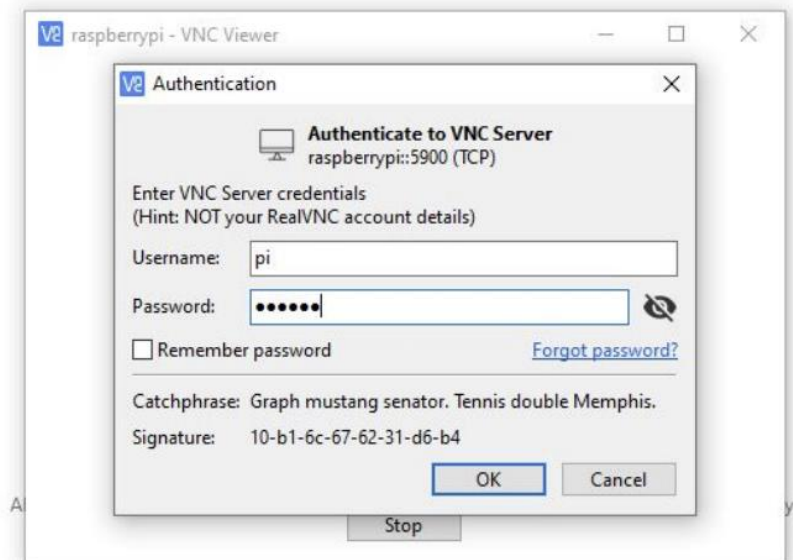 V2 raspberrypi - VNC Viewer
V2 Authentication
Authenticate to VNC Server
raspberrypi::5900 (TCP)
Enter VNC Server credentials
(Hint: NOT your RealVNC account details)
Username: pi
Password: ••••••
Remember password Forgot password?
Catchphrase: Graph mustang senator. Tennis double Memphis.
Signature: 10-b1-6c-67-62-31-d6-b4
OK Cancel
Stop